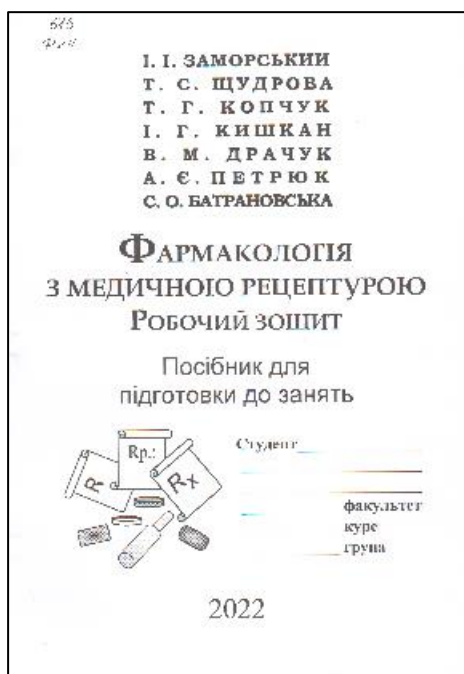 615
І. І. ЗАМОРСЬКИЙ
Т. С. ЩУДРОВА
Т. Г. КОПЧУК
І. Г. КИШКАН
В. М. ДРАЧУК
А. Є. ПЕТРЮК
С. О. БАТРАНОВСЬКА
ФАРМАКОЛОГІЯ
З МЕДИЧНОЮ РЕЦЕПТУРОЮ
РОБОЧИЙ ЗОШИТ
Посібник для
підготовки до занять
Rp.:
R
Rx
Студент
факультет
курс
група
2022